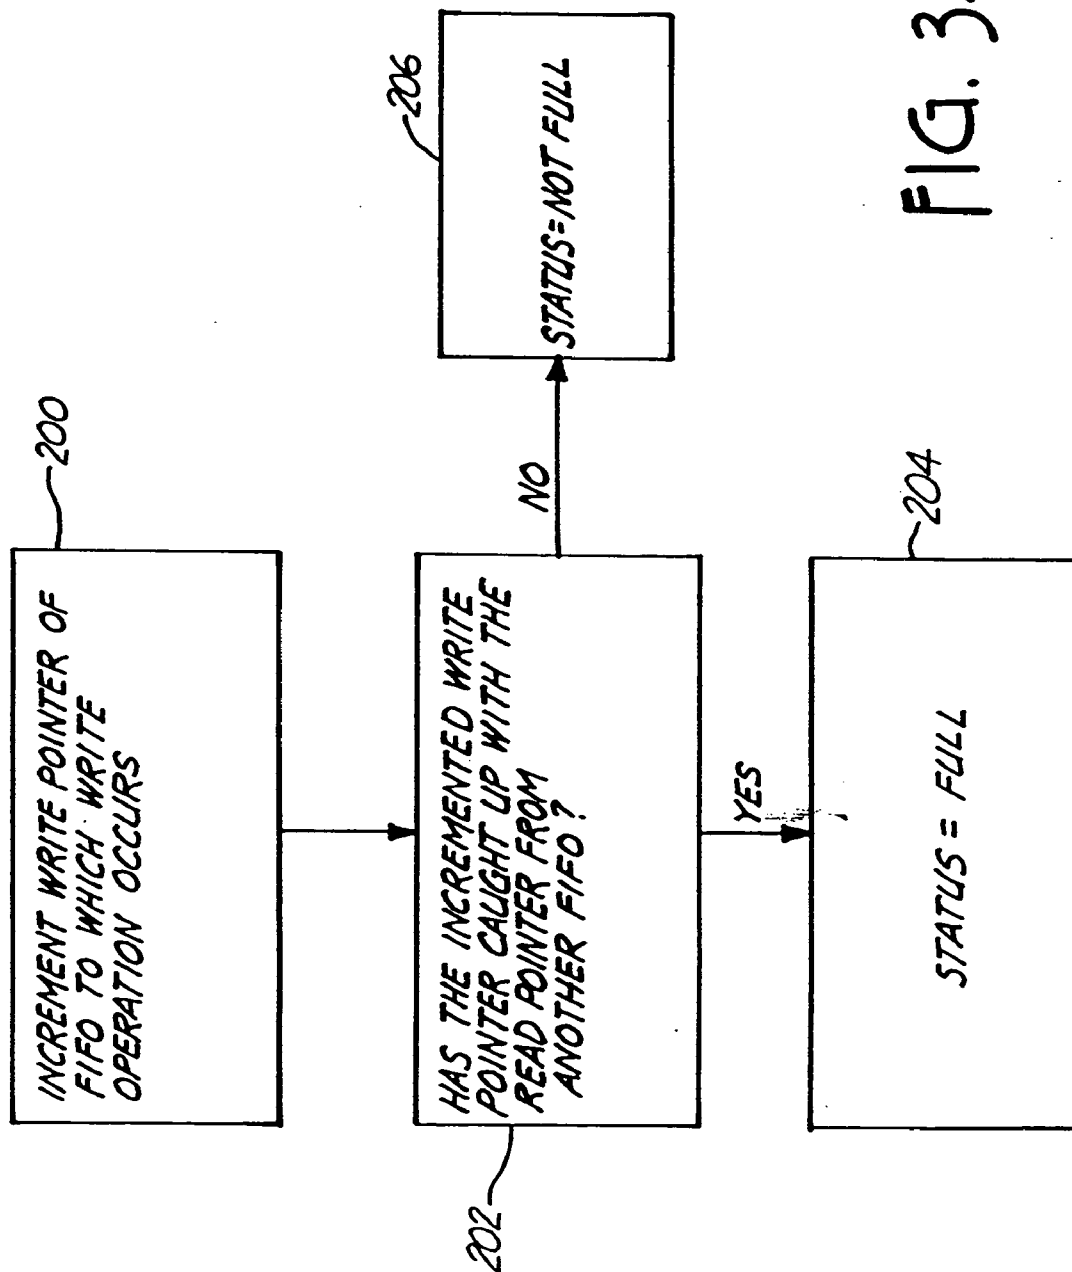 200
INCREMENT WRITE POINTER OF
FIFO TO WHICH WRITE
OPERATION OCCURS
202
HAS THE INCREMENTED WRITE
POINTER CAUGHT UP WITH THE
READ POINTER FROM
ANOTHER FIFO?
NO
206
STATUS=NOT FULL
YES
204
STATUS = FULL
FIG. 3